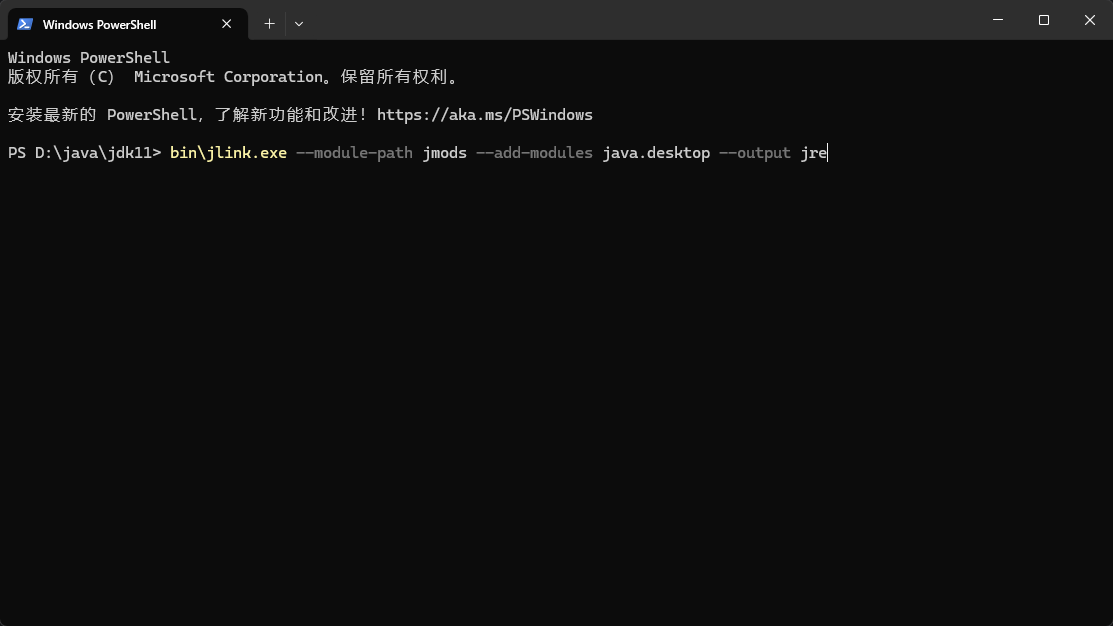 Windows PowerShell
Windows PowerShell
版权所有 (C) Microsoft Corporation。保留所有权利。
安装最新的 PowerShell，了解新功能和改进！https://aka.ms/PSWindows
PS D:\java\jdk11> bin\jlink.exe --module-path jmods --add-modules java.desktop --output jre